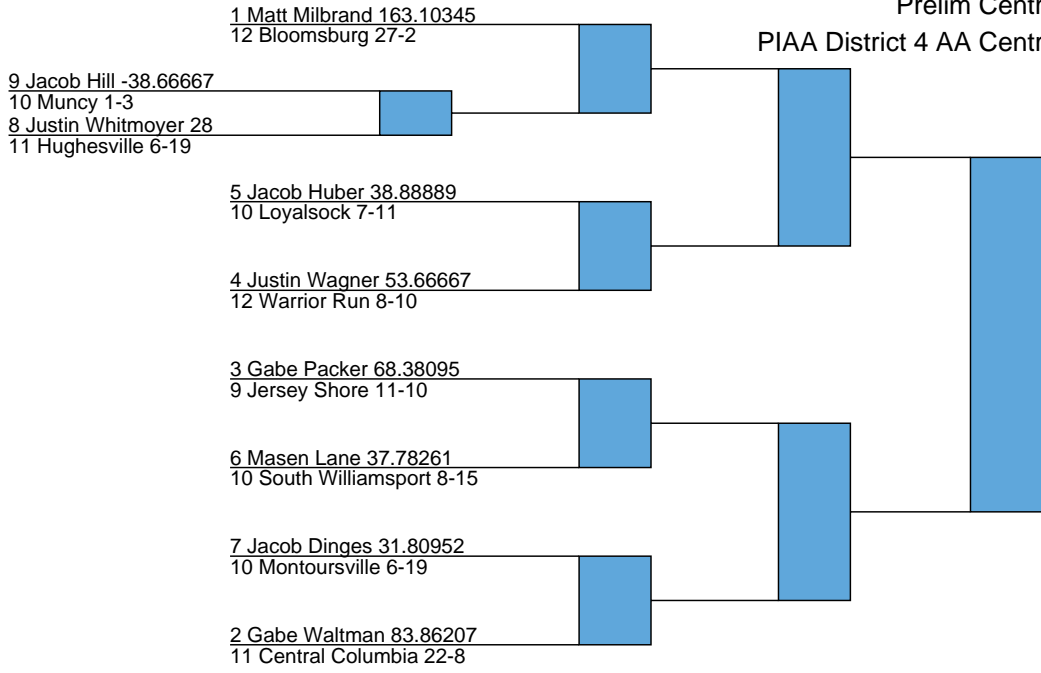 Prelim Centr
PIAA District 4 AA Centr
1 Matt Milbrand 163.10345
12 Bloomsburg 27-2
9 Jacob Hill -38.66667
10 Muncy 1-3
8 Justin Whitmoyer 28
11 Hughesville 6-19
5 Jacob Huber 38.88889
10 Loyalsock 7-11
4 Justin Wagner 53.66667
12 Warrior Run 8-10
3 Gabe Packer 68.38095
9 Jersey Shore 11-10
6 Masen Lane 37.78261
10 South Williamsport 8-15
7 Jacob Dinges 31.80952
10 Montoursville 6-19
2 Gabe Waltman 83.86207
11 Central Columbia 22-8